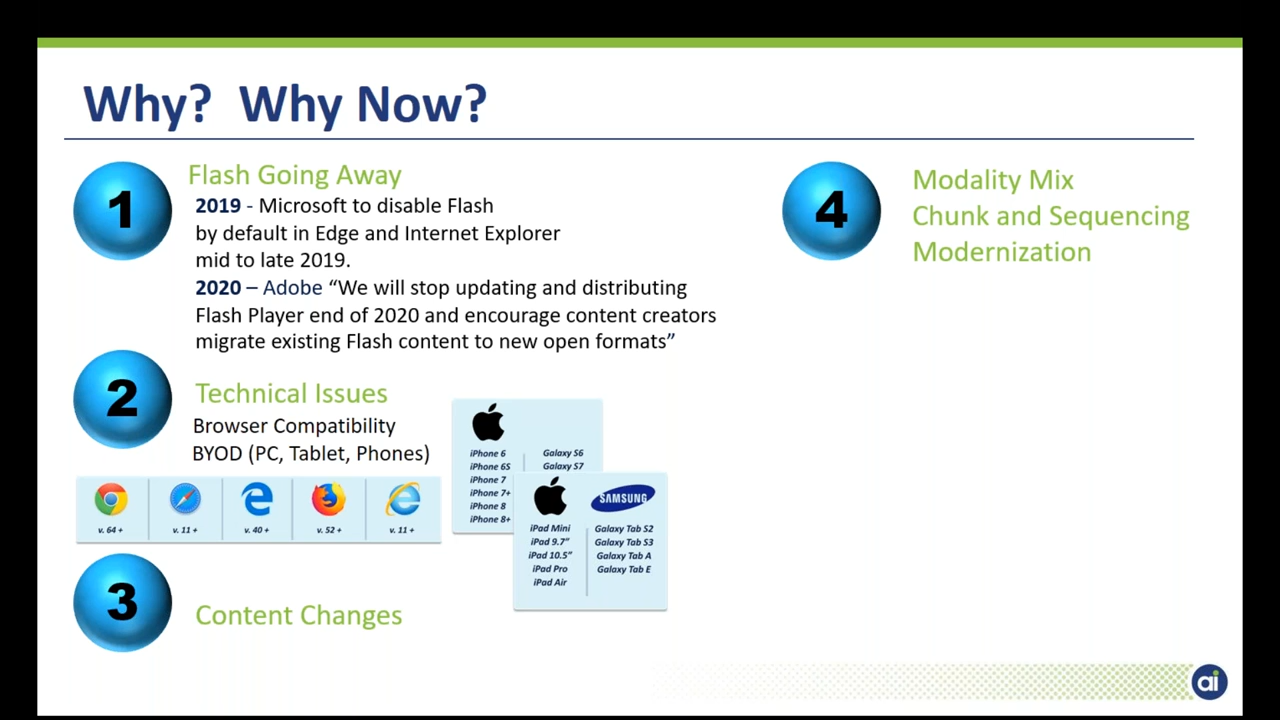 Why?  Why Now?
1
Flash Going Away
2019 - Microsoft to disable Flash
by default in Edge and Internet Explorer
mid to late 2019.
2020 – Adobe “We will stop updating and distributing
Flash Player end of 2020 and encourage content creators
migrate existing Flash content to new open formats”
2
Technical Issues
Browser Compatibility
BYOD (PC, Tablet, Phones)
v. 64 +
v. 11 +
v. 40 +
v. 52 +
v. 11 +
iPhone 6
iPhone 6S
iPhone 7
iPhone 7+
iPhone 8
iPhone 8+
Galaxy S6
Galaxy S7
SAMSUNG
iPad Mini
iPad 9.7”
iPad 10.5”
iPad Pro
iPad Air
Galaxy Tab S2
Galaxy Tab S3
Galaxy Tab A
Galaxy Tab E
3
Content Changes
4
Modality Mix
Chunk and Sequencing
Modernization
ai